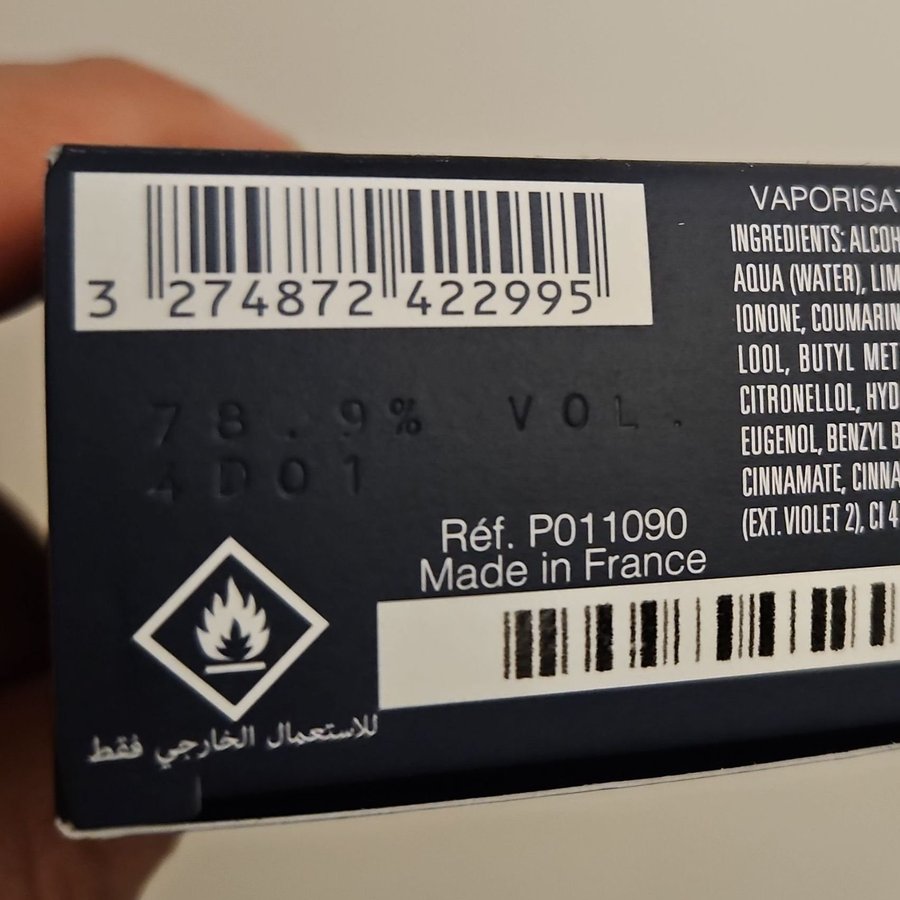 3 274872 422995
78.9% VOL.
4D01
Réf. P011090
Made in France
للاستعمال الخارجي فقط
VAPORISAT
INGREDIENTS: ALCOH
AQUA (WATER), LIM
IONONE, COUMARIN
LOOL, BUTYL MET
CITRONELLOL, HYD
EUGENOL, BENZYL B
CINNAMATE, CINNA
(EXT. VIOLET 2), CI 4